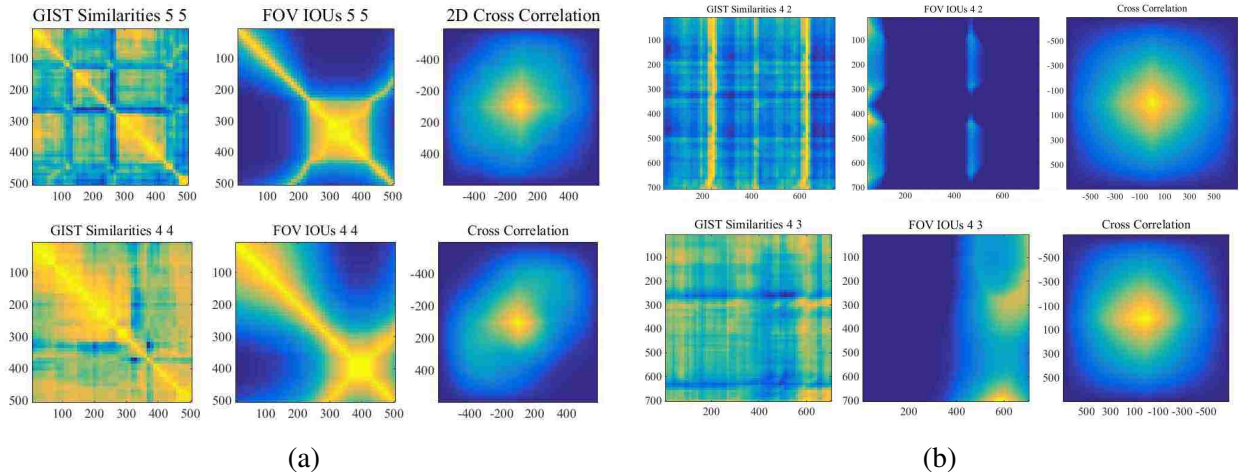 GIST Similarities 5 5
FOV IOUs 5 5
2D Cross Correlation
100
200
300
400
500
100 200 300 400 500
100
200
300
400
500
100 200 300 400 500
-400
-200
200
400
-400 -200 200 400
GIST Similarities 4 4
FOV IOUs 4 4
Cross Correlation
100
200
300
400
500
100 200 300 400 500
100
200
300
400
500
100 200 300 400 500
-400
-200
200
400
-400 -200 200 400
(a)
GIST Similarities 4 2
FOV IOUs 4 2
Cross Correlation
100
200
300
400
500
600
700
200 400 600
100
200
300
400
500
600
700
200 400 600
-500
-300
-100
100
300
500
-500 -300 -100 100 300 500
GIST Similarities 4 3
FOV IOUs 4 3
Cross Correlation
100
200
300
400
500
600
700
200 400 600
100
200
300
400
500
600
700
200 400 600
-500
-300
-100
100
300
500
500 300 100 -100 -300 -500
(b)